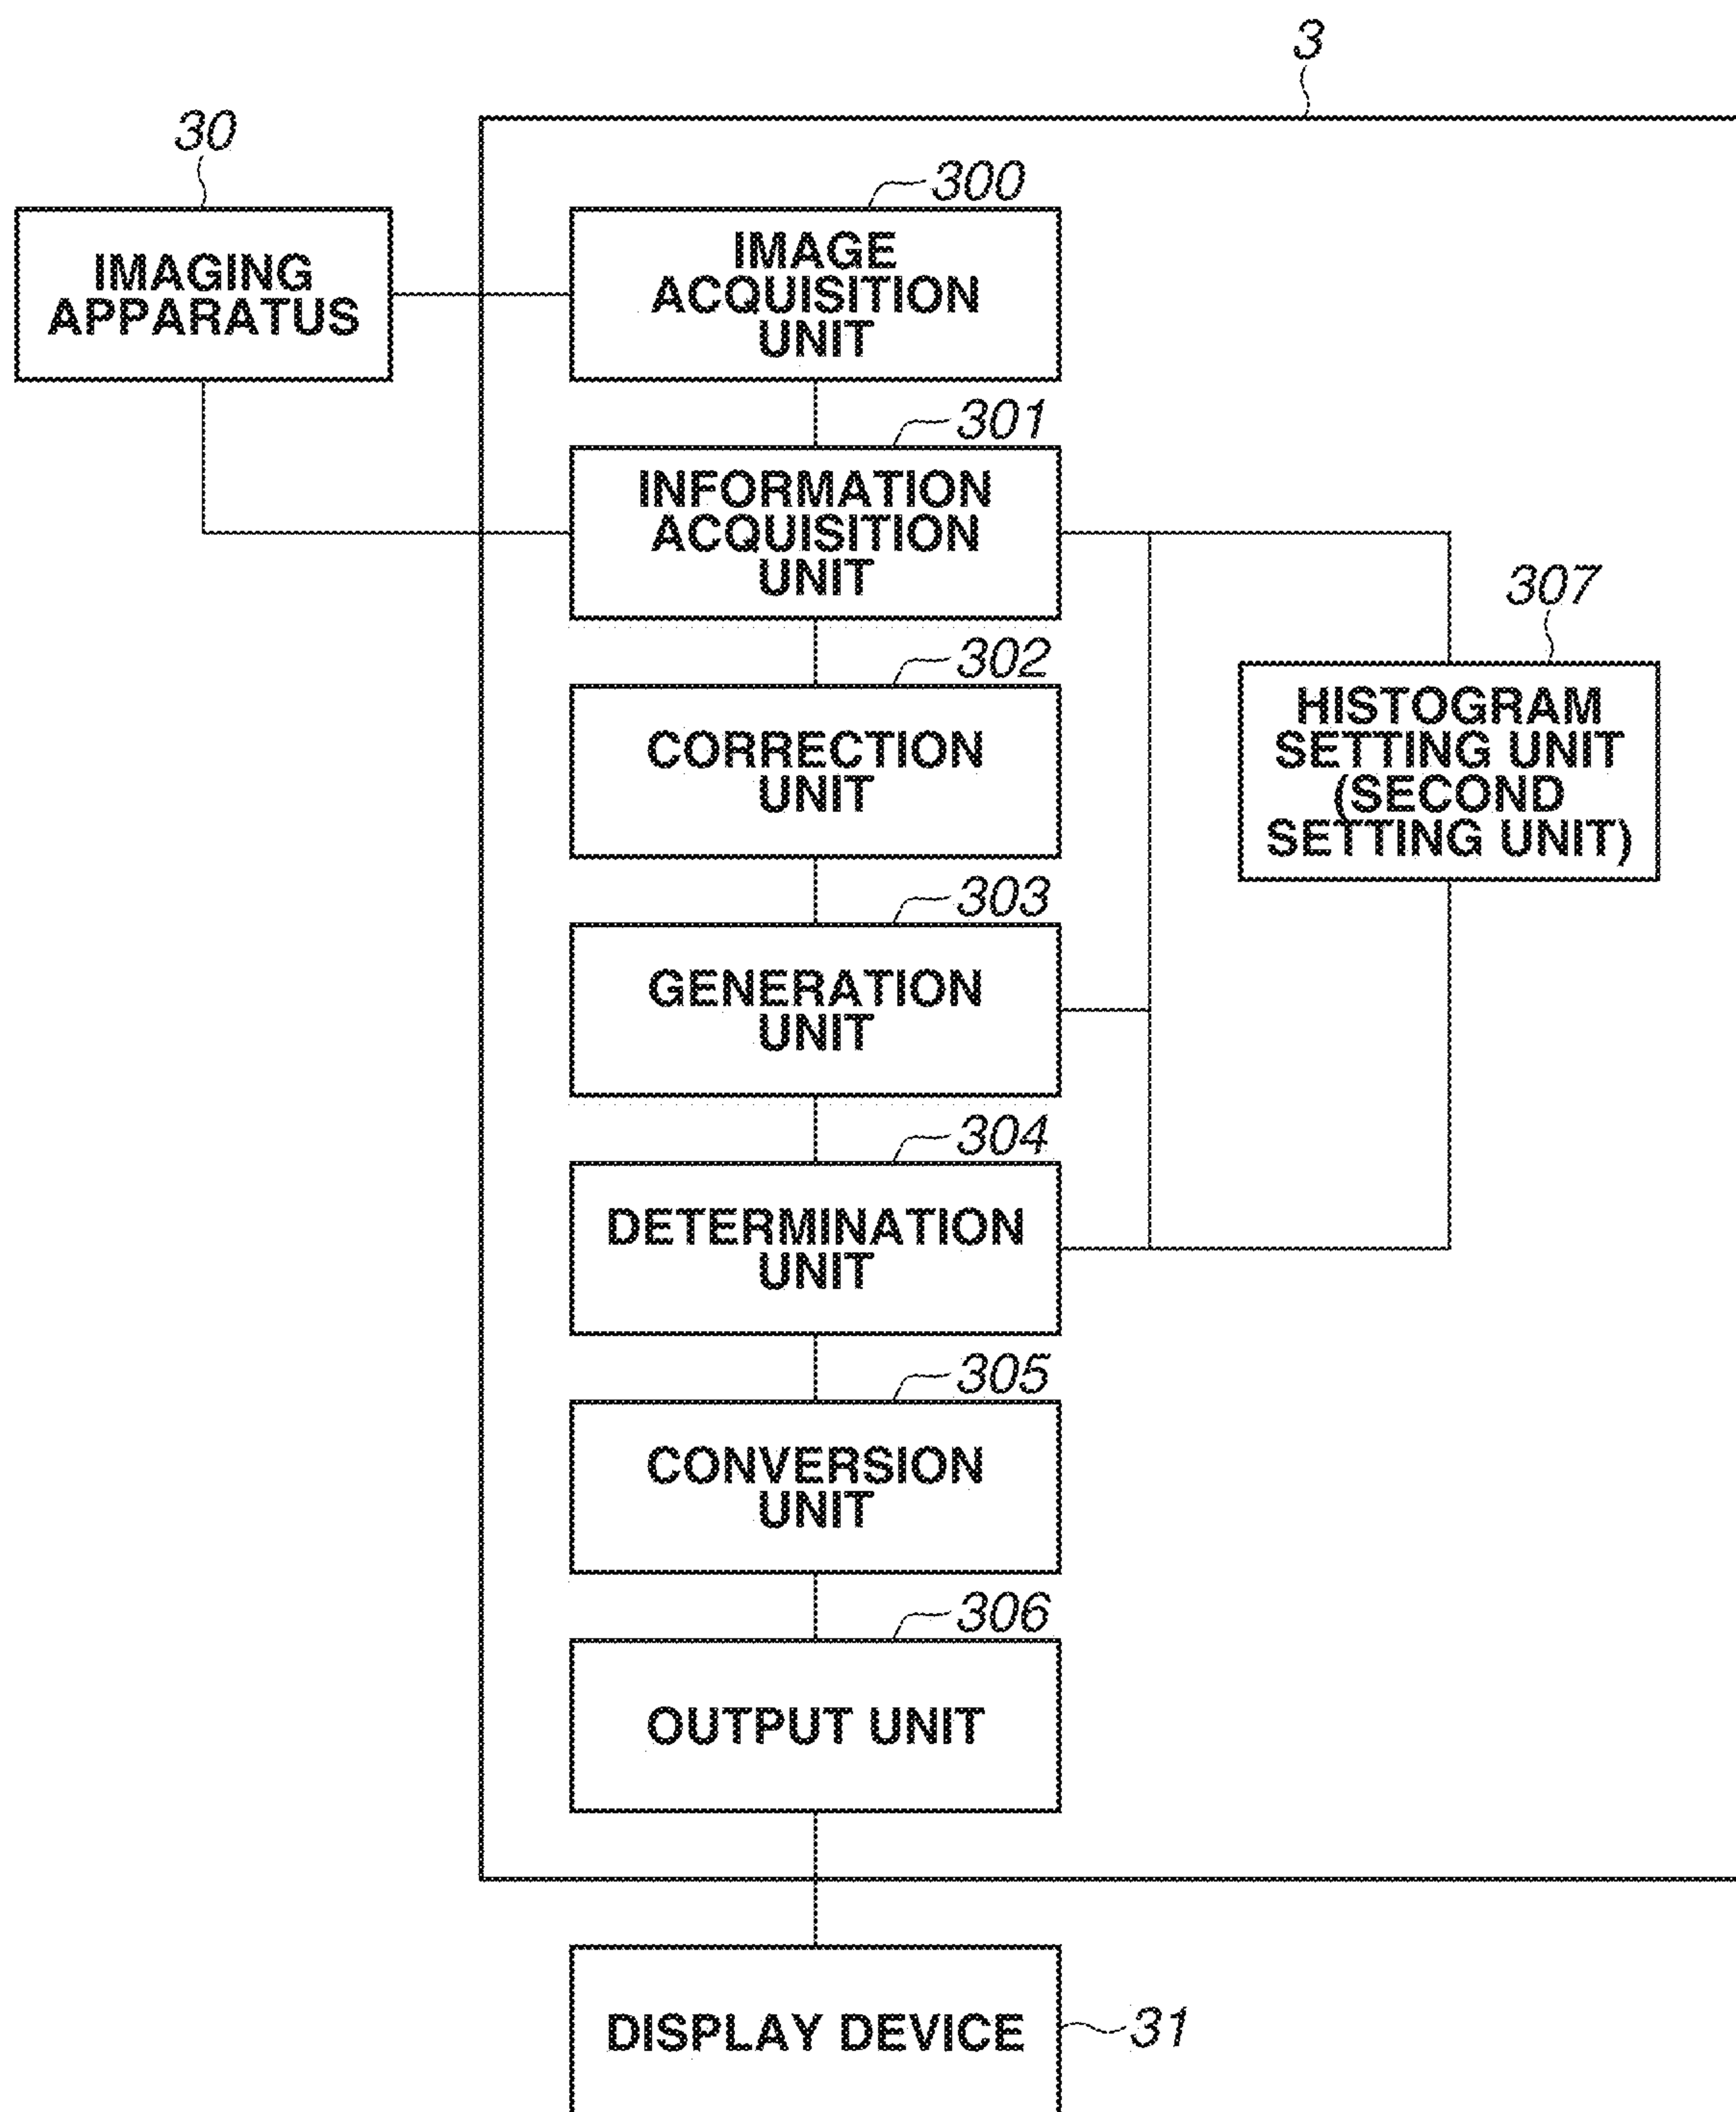 3
30
IMAGING
APPARATUS
300
IMAGE
ACQUISITION
UNIT
301
INFORMATION
ACQUISITION
UNIT
302
CORRECTION
UNIT
307
HISTOGRAM
SETTING UNIT
(SECOND
SETTING UNIT)
303
GENERATION
UNIT
304
DETERMINATION
UNIT
305
CONVERSION
UNIT
306
OUTPUT UNIT
DISPLAY DEVICE
31